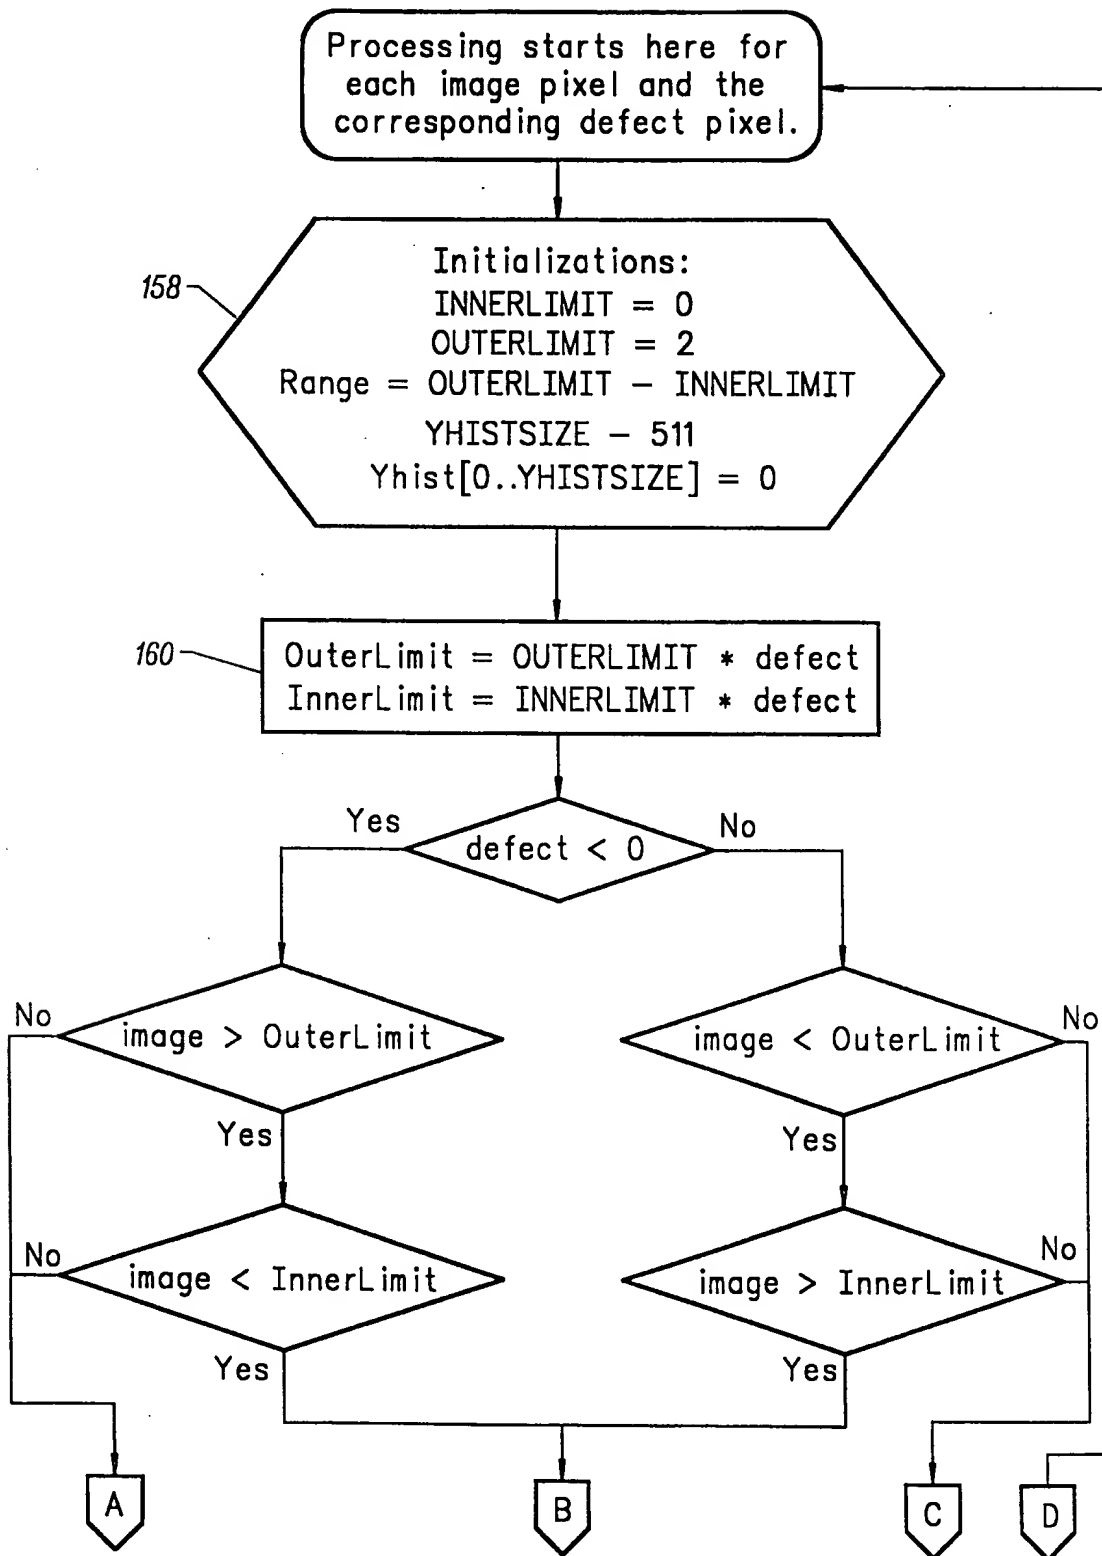 Processing starts here for
each image pixel and the
corresponding defect pixel.
158
Initializations:
INNERLIMIT = 0
OUTERLIMIT = 2
Range = OUTERLIMIT - INNERLIMIT
YHISTSIZE - 511
Yhist[0..YHISTSIZE] = 0
160
OuterLimit = OUTERLIMIT * defect
InnerLimit = INNERLIMIT * defect
Yes
defect < 0
No
No
image > OuterLimit
image < OuterLimit
No
Yes
Yes
No
image < InnerLimit
image > InnerLimit
No
Yes
Yes
A
B
C
D